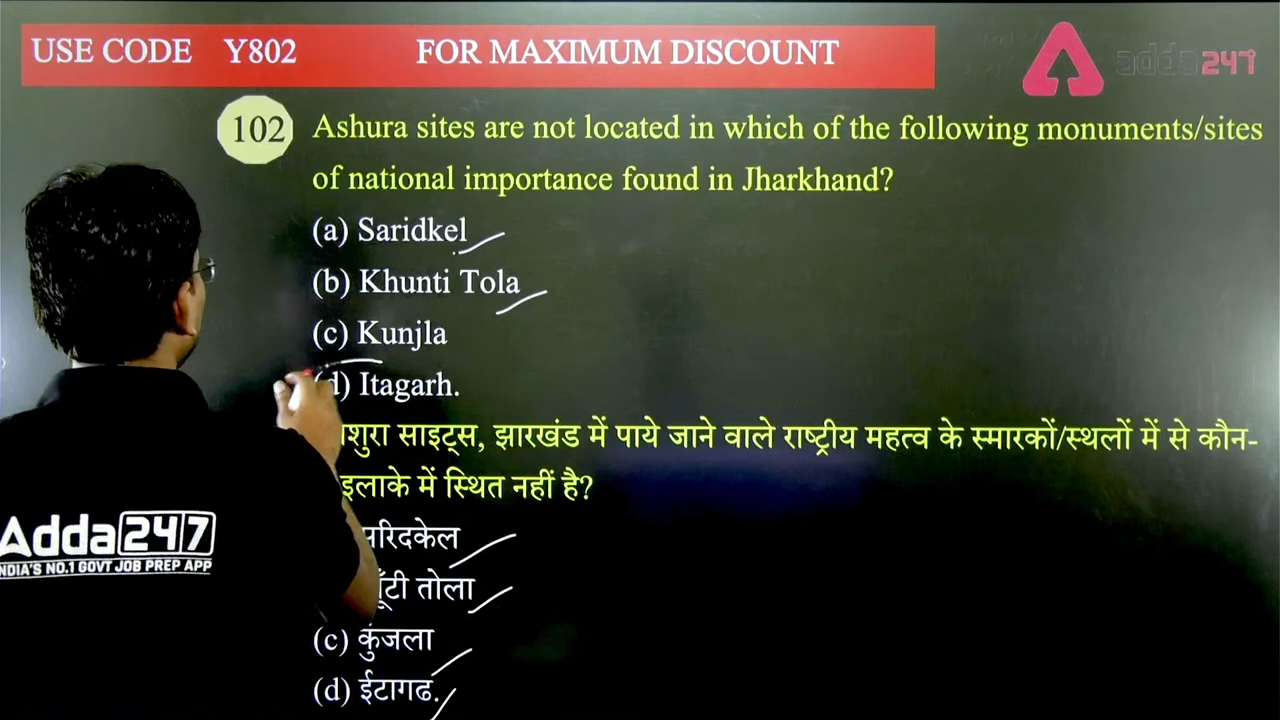 USE CODE Y802 FOR MAXIMUM DISCOUNT
adda247
102 Ashura sites are not located in which of the following monuments/sites
of national importance found in Jharkhand?
(a) Saridkel
(b) Khunti Tola
(c) Kunjla
(d) Itagarh.
साइट्स, झारखंड में पाये जाने वाले राष्ट्रीय महत्व के स्मारकों/स्थलों में से कौन-
इलाके में स्थित नहीं है?
तोला
(c) कुंजला
(d) ईटागढ.
Adda247
INDIA'S NO.1 GOVT JOB PREP APP